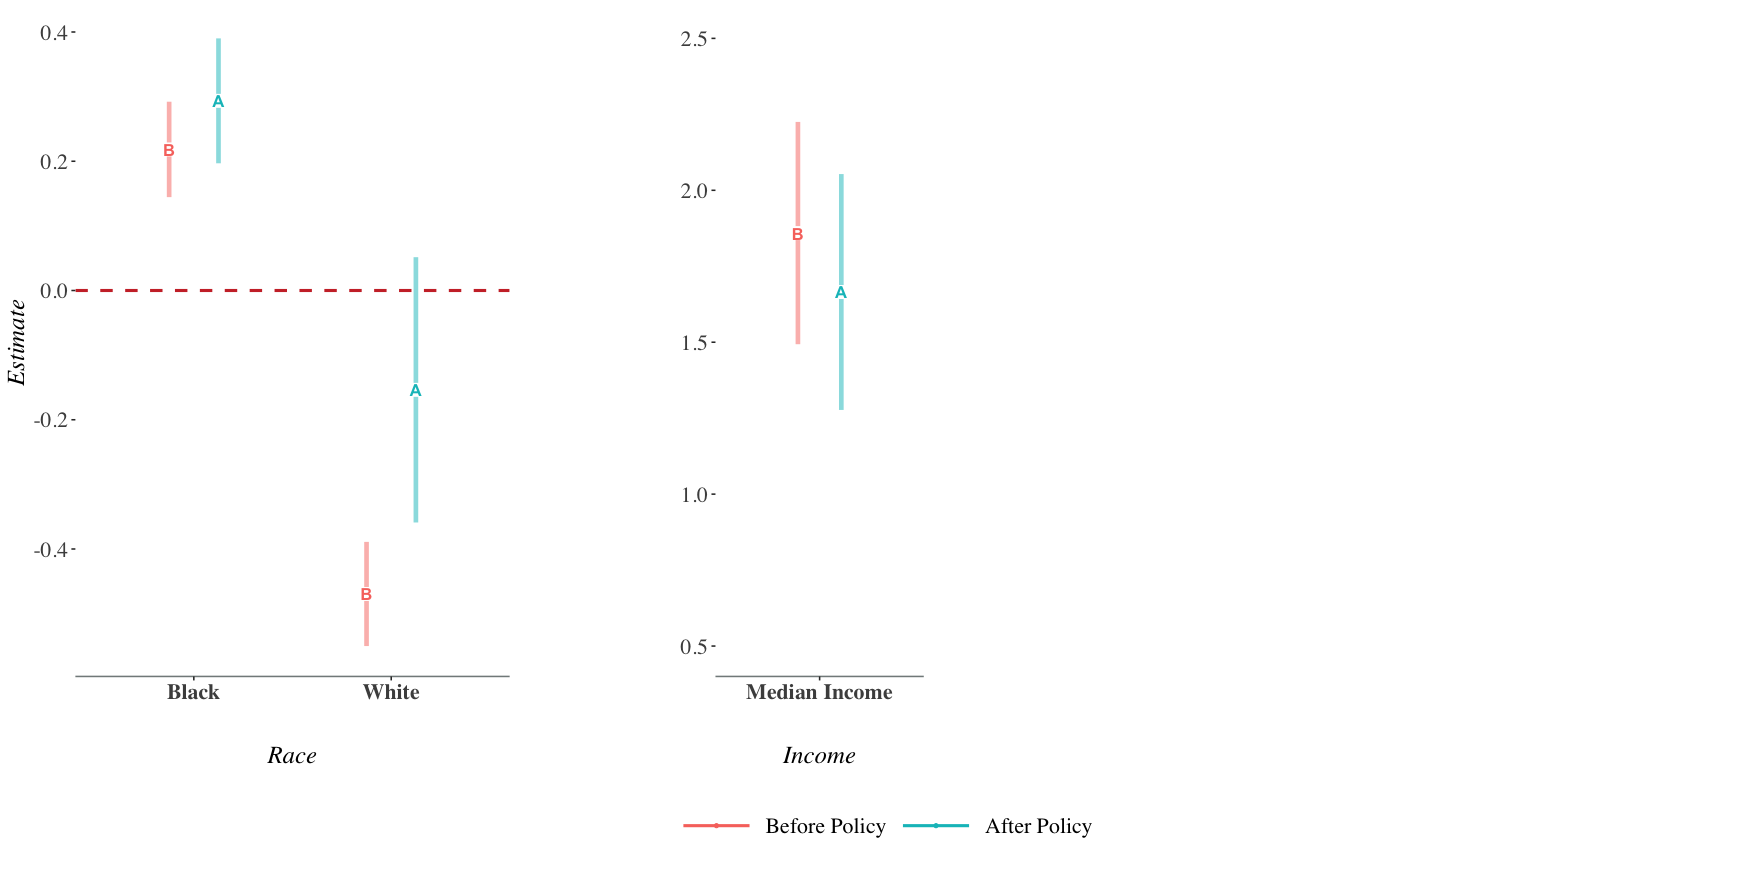 0.4
0.2
0.0
-0.2
-0.4
Estimate
B
A
B
A
Black White
Race
2.5
2.0
1.5
1.0
0.5
B
A
Median Income
Income
Before Policy After Policy